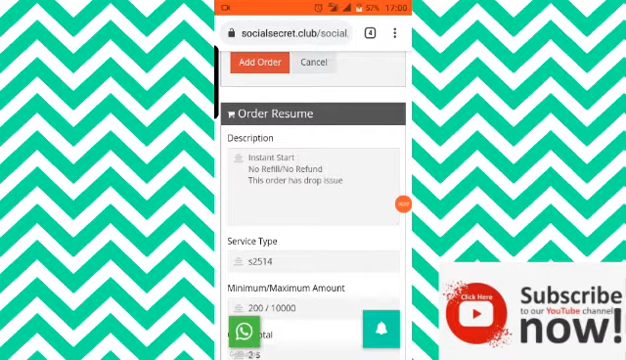 57% 17:00
socialsecret.club/social.
4
Add Order Cancel
Order Resume
Description
Instant Start
No Refill/No Refund
This order has drop issue
Service Type
s2514
Minimum/Maximum Amount
200 / 10000
Click Here
Subscribe
to our YouTube channel
now!